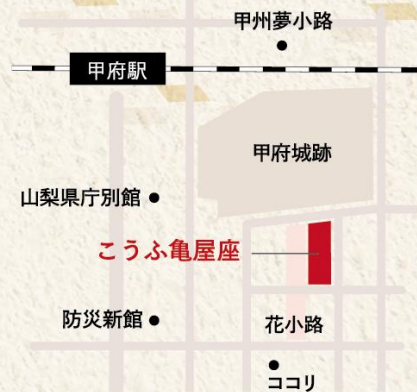 甲州夢小路
甲府駅
甲府城跡
山梨県庁別館
こうふ亀屋座
防災新館
花小路
ココリ